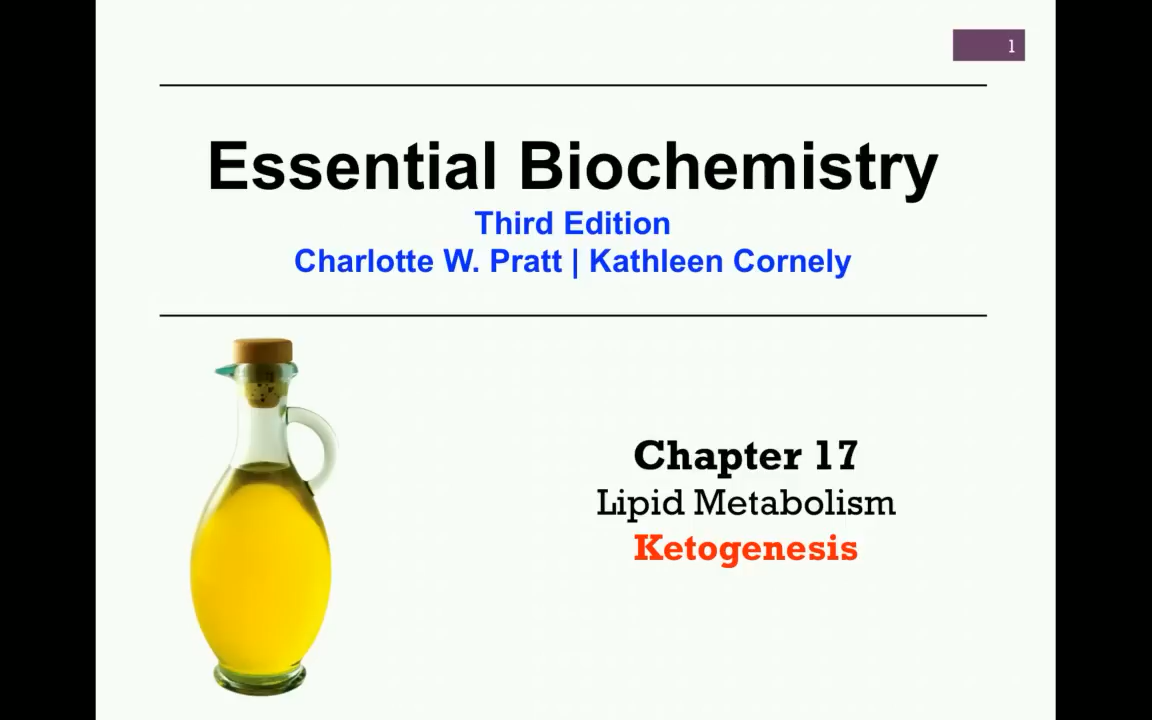 1
Essential Biochemistry
Third Edition
Charlotte W. Pratt | Kathleen Cornely
Chapter 17
Lipid Metabolism
Ketogenesis